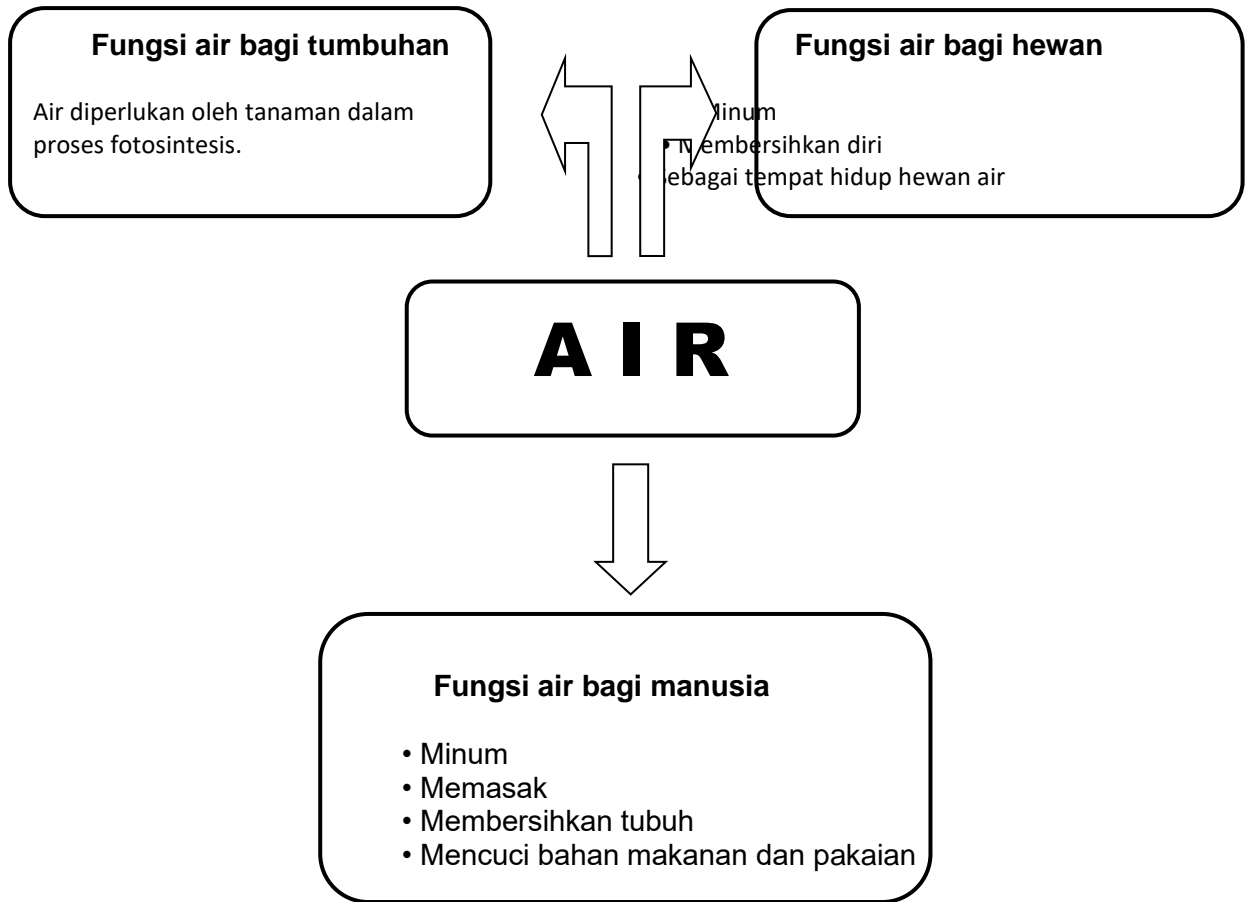 Fungsi air bagi tumbuhan
Air diperlukan oleh tanaman dalam
proses fotosintesis.
Fungsi air bagi hewan
Minum
• Membersihkan diri
• Sebagai tempat hidup hewan air
A I R
Fungsi air bagi manusia
• Minum
• Memasak
• Membersihkan tubuh
• Mencuci bahan makanan dan pakaian